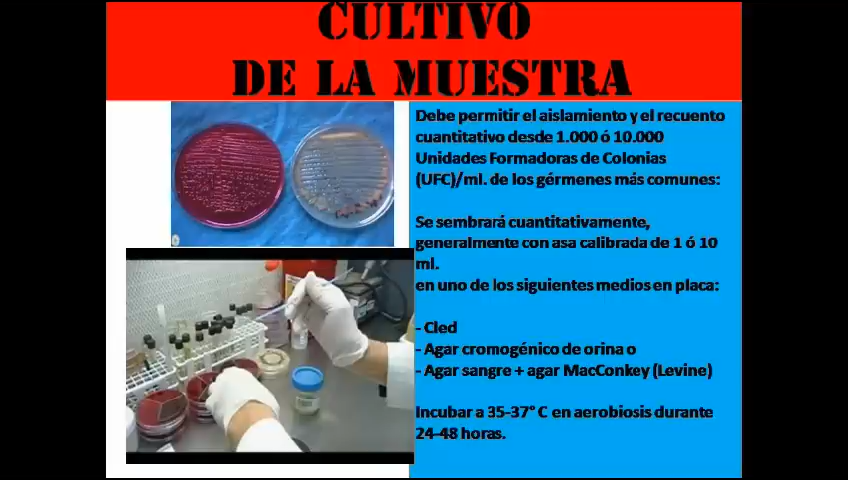 CULTIVO
DE LA MUESTRA
Debe permitir el aislamiento y el recuento
cuantitativo desde 1.000 ó 10.000
Unidades Formadoras de Colonias
(UFC)/ml. de los gérmenes más comunes:
Se sembrará cuantitativamente,
generalmente con asa calibrada de 1 ó 10
ml.
en uno de los siguientes medios en placa:
- Cled
- Agar cromogénico de orina o
- Agar sangre + agar MacConkey (Levine)
Incubar a 35-37° C en aerobiosis durante
24-48 horas.